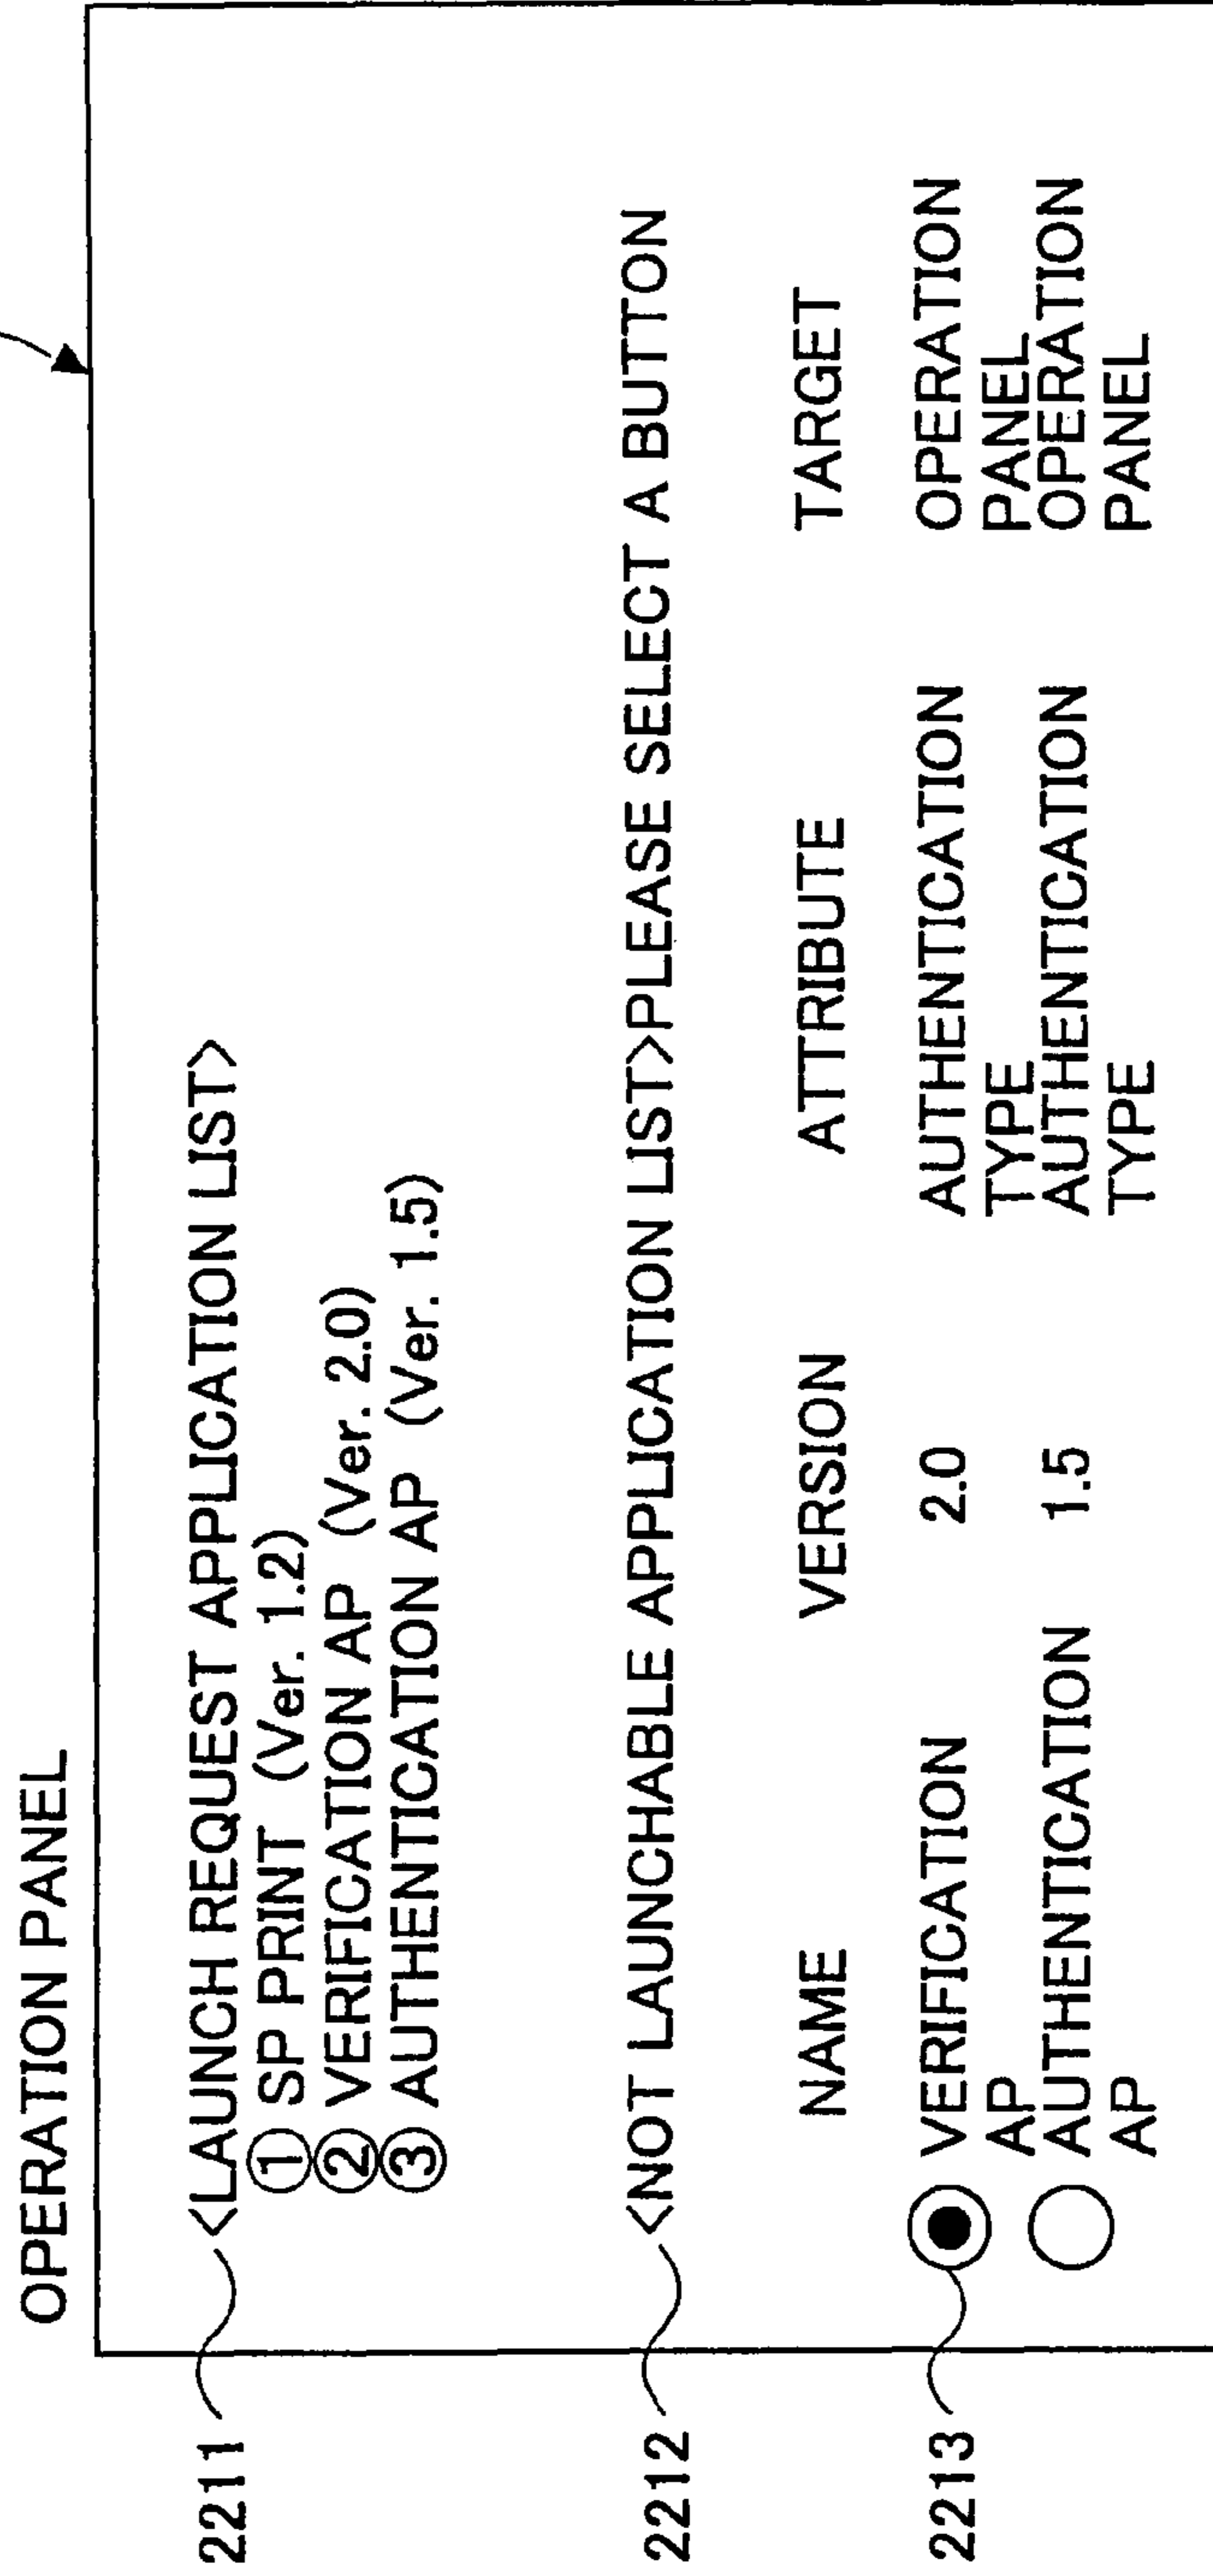 OPERATION PANEL
2211
<LAUNCH REQUEST APPLICATION LIST>
① SP PRINT (Ver. 1.2)
② VERIFICATION AP (Ver. 2.0)
③ AUTHENTICATION AP (Ver. 1.5)
2212
<NOT LAUNCHABLE APPLICATION LIST>PLEASE SELECT A BUTTON
NAME VERSION ATTRIBUTE TARGET
2213
VERIFICATION 2.0 AUTHENTICATION OPERATION
AP TYPE PANEL
AUTHENTICATION 1.5 AUTHENTICATION OPERATION
AP TYPE PANEL